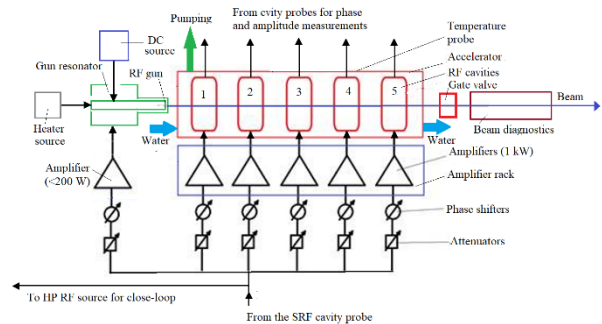 Pumping
From cvity probes for phase
and amplitude measurements
DC
source
Temperature
probe
Gun resonator
RF gun
Accelerator
RF cavities
Gate valve
1
2
3
4
5
Beam
Heater
source
Water
Water
Beam diagnostics
Amplifier
(<200 W)
Amplifiers (1 kW)
Amplifier rack
Phase shifters
Attenuators
To HP RF source for close-loop
From the SRF cavity probe